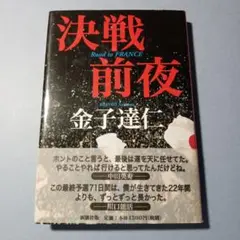 決戦
Road to FRANCE
前夜
金子達仁
ホントのこと言うと、最後は運を天に任せてた。
やることやれば行けると思ってたんだけどね。
中田英寿
この最終予選71日間は、僕が生きてきた22年間
よりも、ずっとずっと長かった。
川口能活
新潮社版